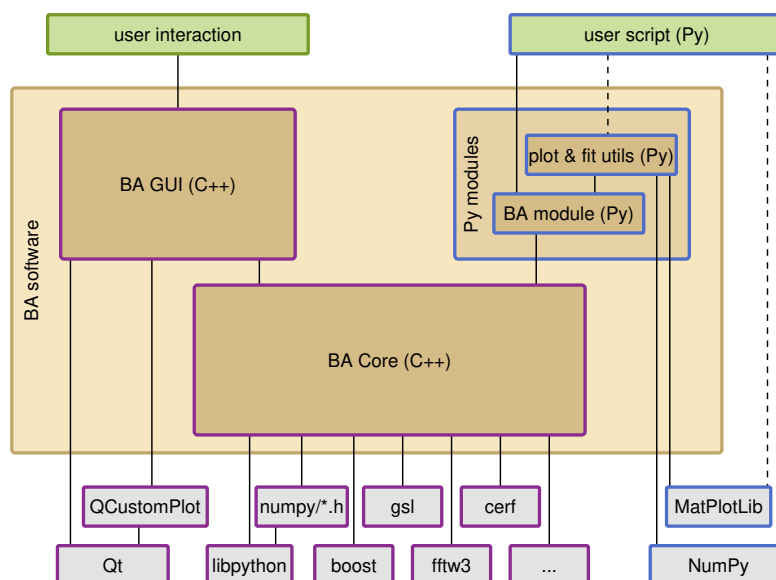 user interaction
user script (Py)
BA software
BA GUI (C++)
Py modules
plot & fit utils (Py)
BA module (Py)
BA Core (C++)
QCustomPlot
numpy/*.h
gsl
cerf
MatPlotLib
Qt
libpython
boost
fftw3
...
NumPy